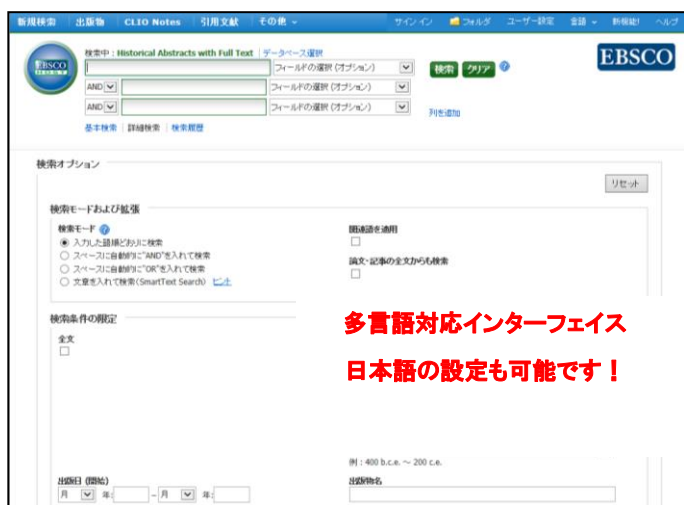 新規検索 出版物 CLIO Notes 引用文献 その他 サインイン フォルダ ユーザー設定 言語 新機能! ヘルプ
検索中: Historical Abstracts with Full Text データベース選択
EBSCO HOST
フィールドの選択 (オプション) 検索 クリア ?
EBSCO
AND フィールドの選択 (オプション)
AND フィールドの選択 (オプション) 列を追加
基本検索 詳細検索 検索履歴
検索オプション
リセット
検索モードおよび拡張
検索モード ?
入力した語順どおりに検索
スペースに自動的に"AND"を入れて検索
スペースに自動的に"OR"を入れて検索
文章を入れて検索(SmartText Search) ヒント
関連語を適用
論文・記事の全文からも検索
検索条件の限定
全文
多言語対応インターフェイス
日本語の設定も可能です!
例 : 400 b.c.e. ~ 200 c.e.
出版日 (開始)
月 年: - 月 年:
出版物名